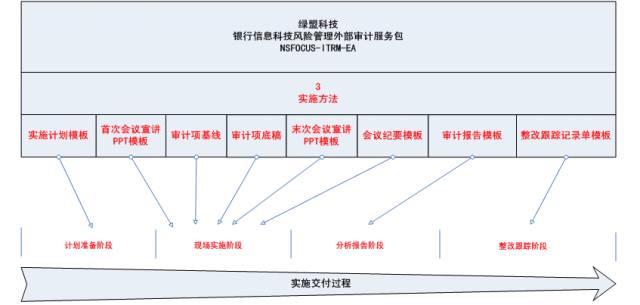 绿盟科技
银行信息科技风险管理外部审计服务包
NSFOCUS-ITRM-EA
3
实施方法
实施计划模板
首次会议宣讲
PPT模板
审计项基线
审计项底稿
末次会议宣讲
PPT模板
会议纪要模板
审计报告模板
整改跟踪记录单模板
计划准备阶段
现场实施阶段
分析报告阶段
整改跟踪阶段
实施交付过程